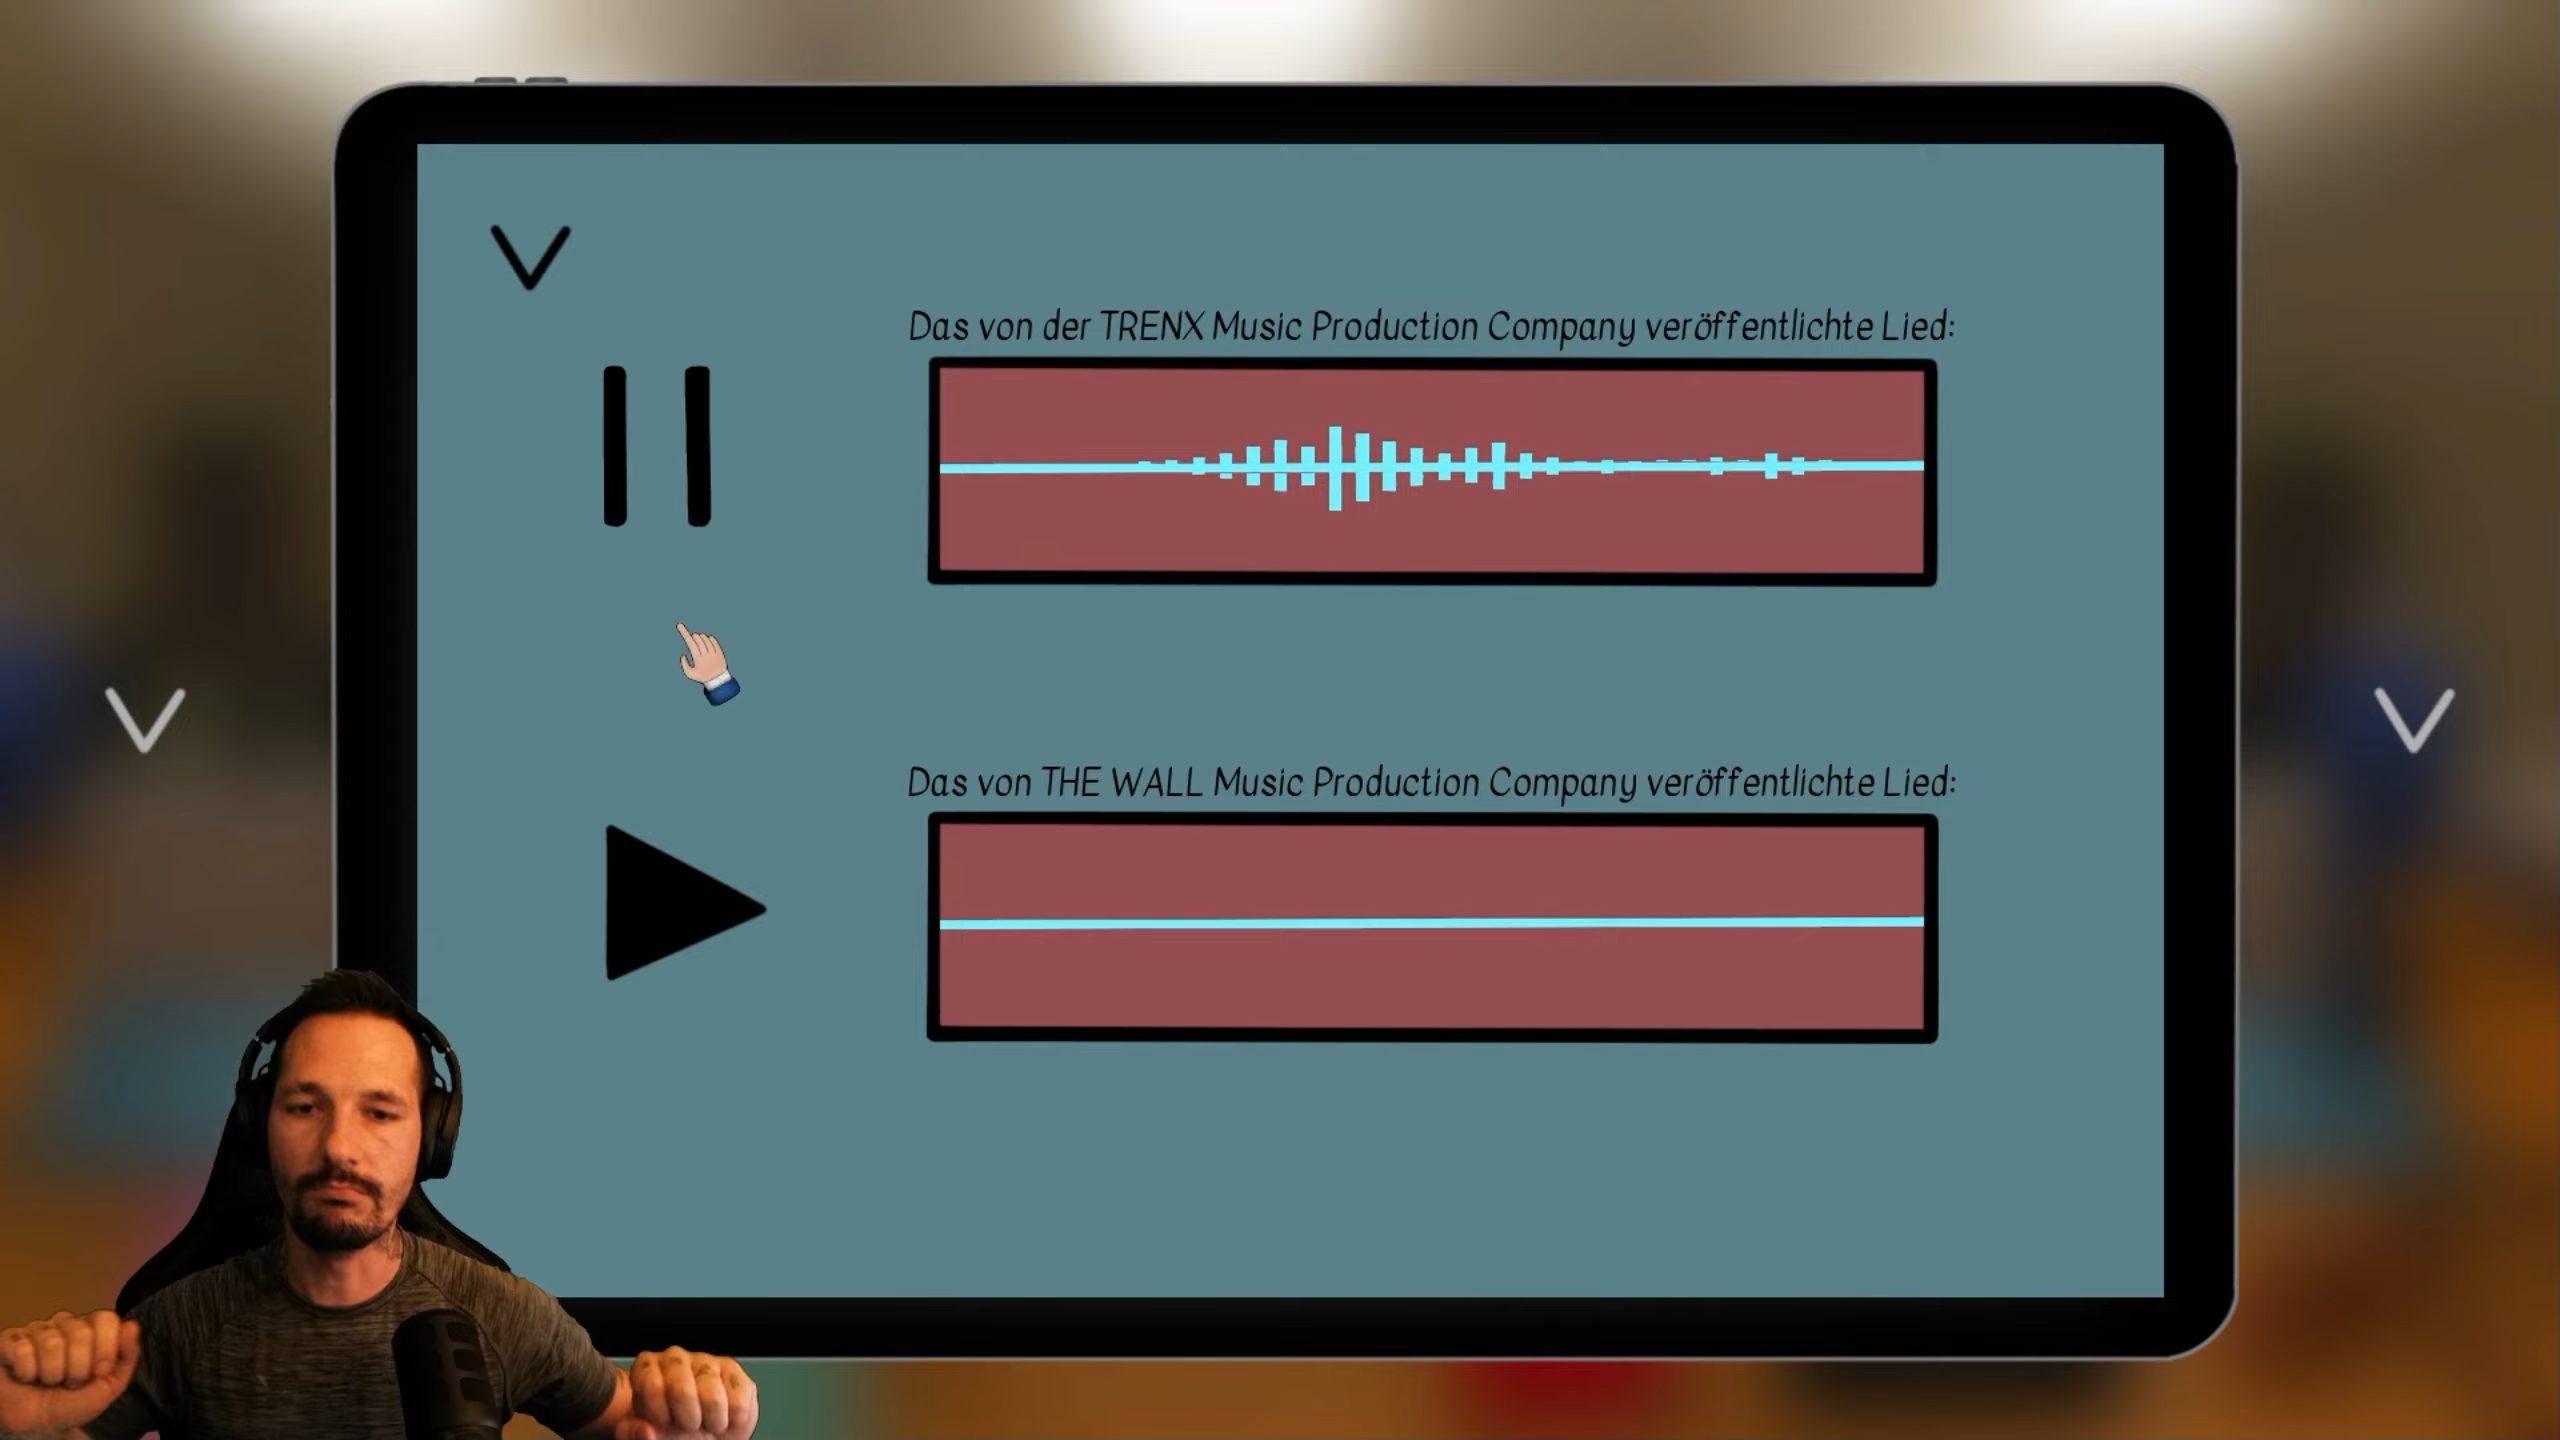 Das von der TRENX Music Production Company veröffentlichte Lied:
Das von THE WALL Music Production Company veröffentlichte Lied: